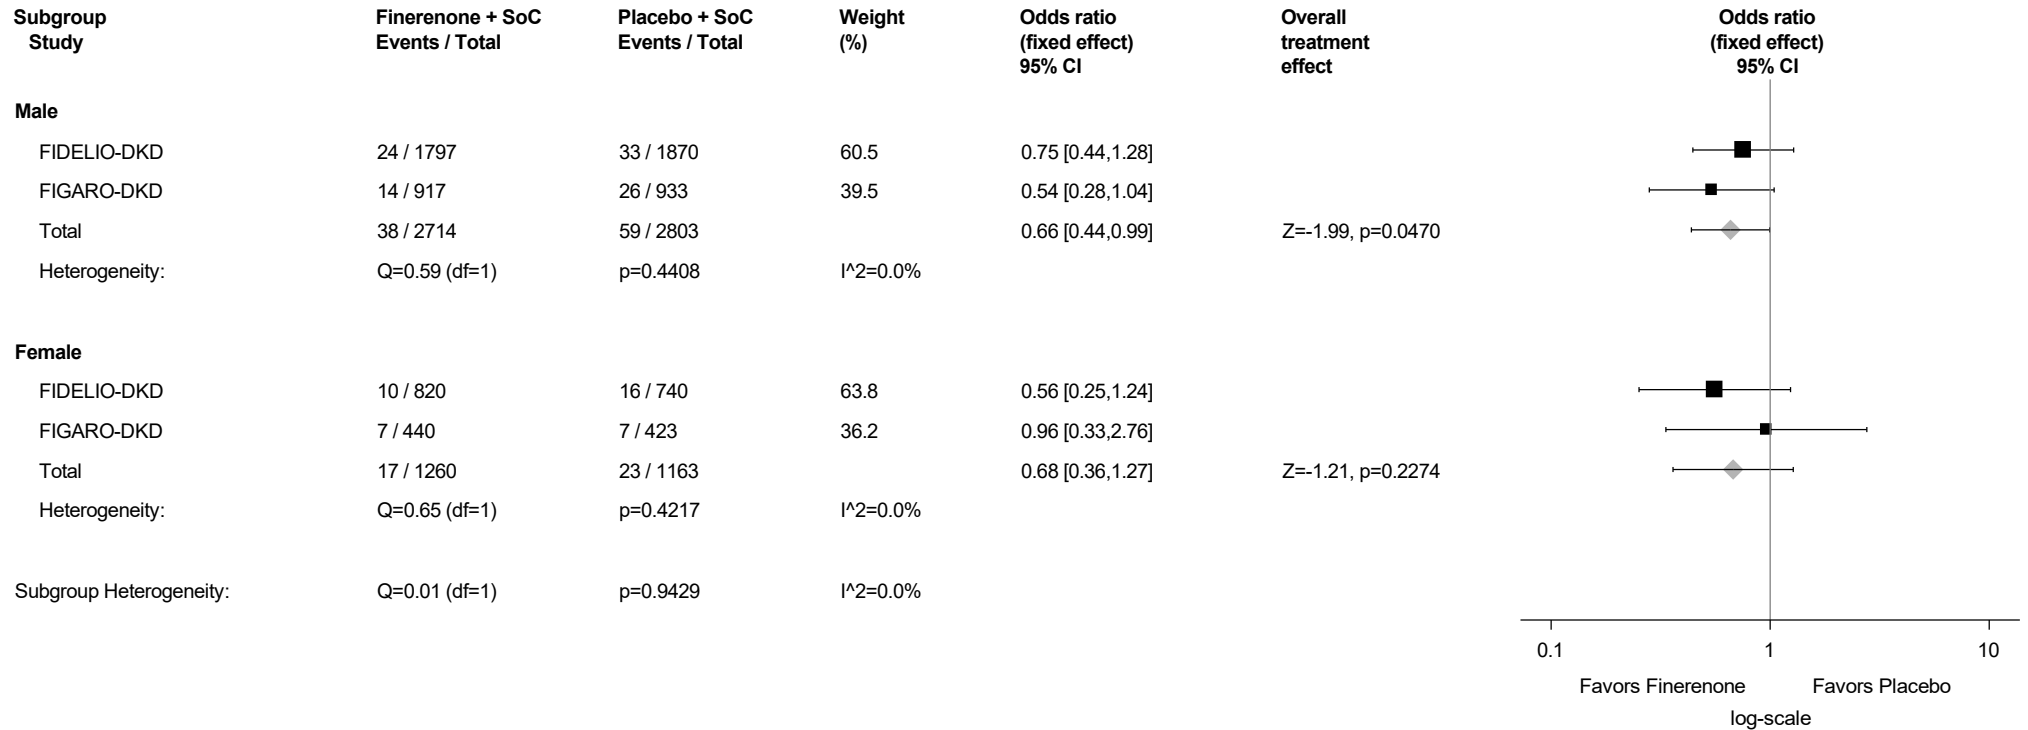 Subgroup Finerenone + SoC Placebo + SoC Weight Odds ratio Overall Odds ratio
Study Events / Total Events / Total (%) (fixed effect) treatment (fixed effect)
95% CI effect 95% CI
Male
FIDELIO-DKD 24 / 1797 33 / 1870 60.5 0.75 [0.44,1.28]
FIGARO-DKD 14 / 917 26 / 933 39.5 0.54 [0.28,1.04]
Total 38 / 2714 59 / 2803 0.66 [0.44,0.99] Z=-1.99, p=0.0470
Heterogeneity: Q=0.59 (df=1) p=0.4408 I^2=0.0%
Female
FIDELIO-DKD 10 / 820 16 / 740 63.8 0.56 [0.25,1.24]
FIGARO-DKD 7 / 440 7 / 423 36.2 0.96 [0.33,2.76]
Total 17 / 1260 23 / 1163 0.68 [0.36,1.27] Z=-1.21, p=0.2274
Heterogeneity: Q=0.65 (df=1) p=0.4217 I^2=0.0%
Subgroup Heterogeneity: Q=0.01 (df=1) p=0.9429 I^2=0.0%
0.1 1 10
Favors Finerenone Favors Placebo
log-scale